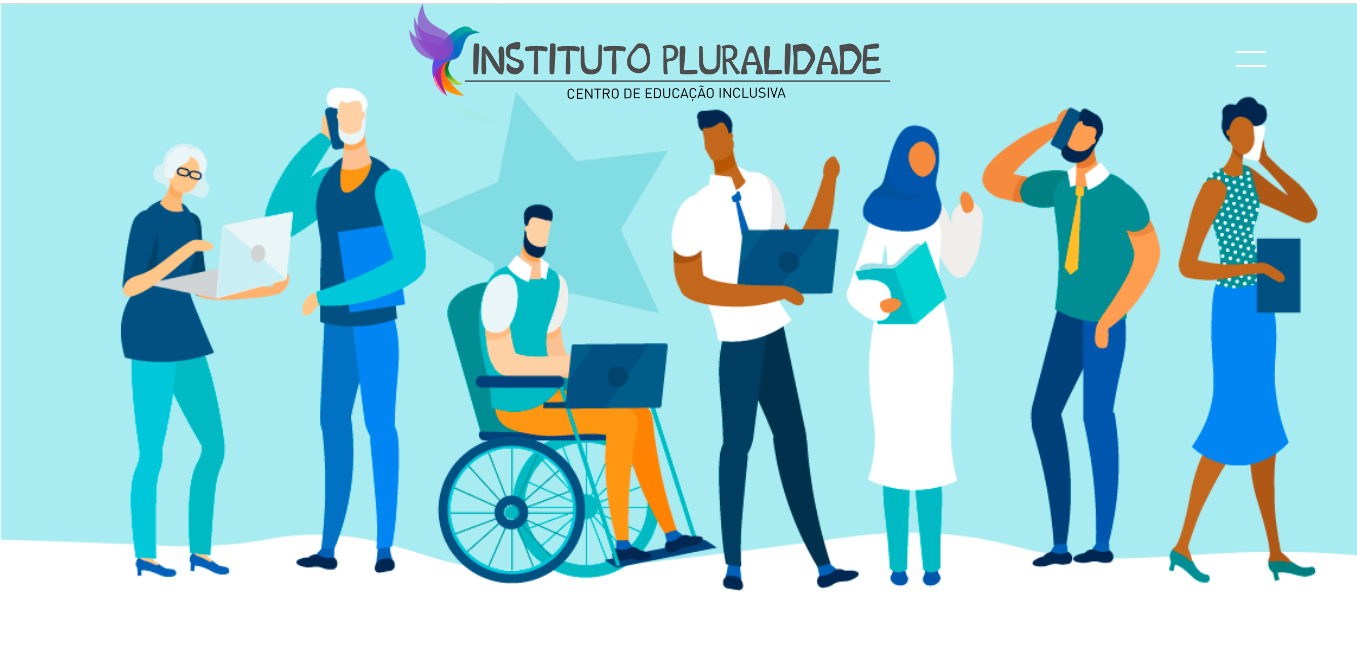 INSTITUTO PLURALIDADE
CENTRO DE EDUCAÇÃO INCLUSIVA